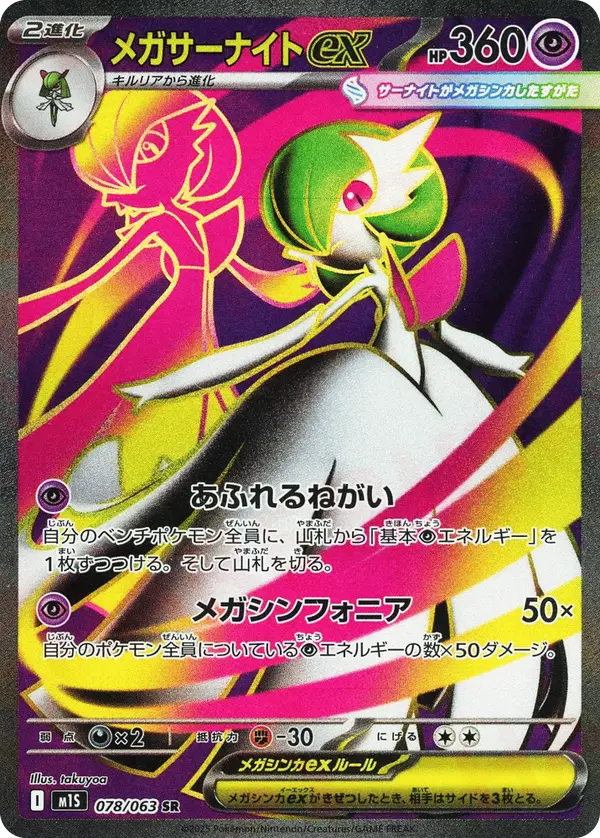 2進化
メガサーナイトex
HP360
キルリアから進化
サーナイトがメガシンカしたすがた
あふれるねがい
自分のベンチポケモン全員に、山札から「基本エネルギー」を
1枚ずつつける。そして山札を切る。
メガシンフォニア 50×
自分のポケモン全員についているエネルギーの数×50ダメージ。
弱点 ×2 抵抗力 -30 にげる
メガシンカexルール
メガシンカexがきぜつしたとき、相手はサイドを3枚とる。
Illus. takuyoa
I m1S 078/063 SR
©2025 Pokémon/Nintendo/Creatures/GAME FREAK.